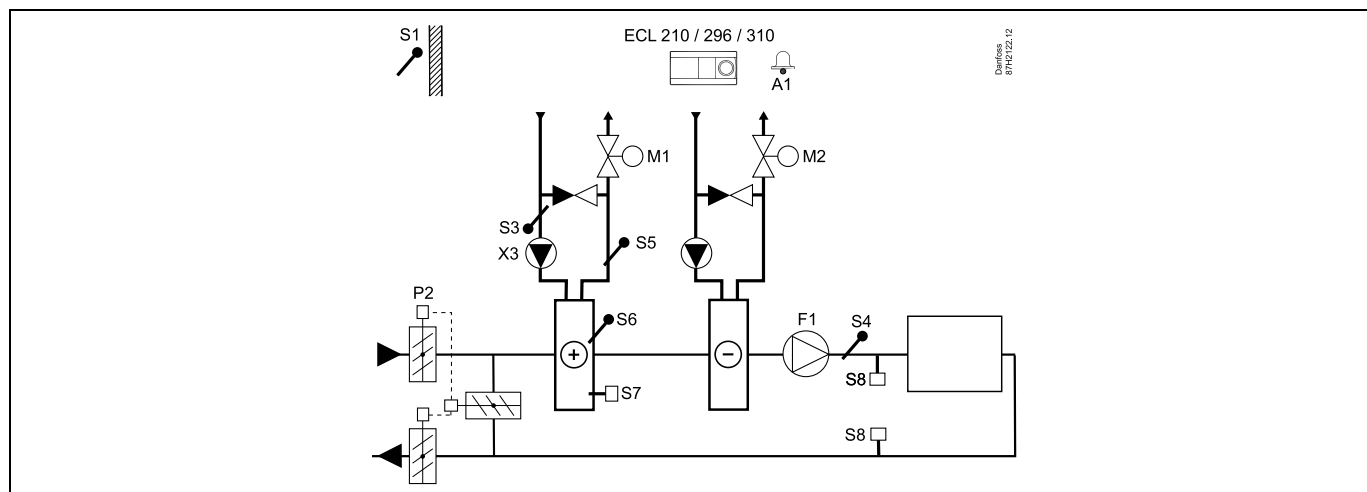 S1
ECL 210 / 296 / 310
A1
Danfoss
87H2122.12
M1
M2
S3
X3
S5
P2
S6
F1
S4
+
−
S8
S7
S8